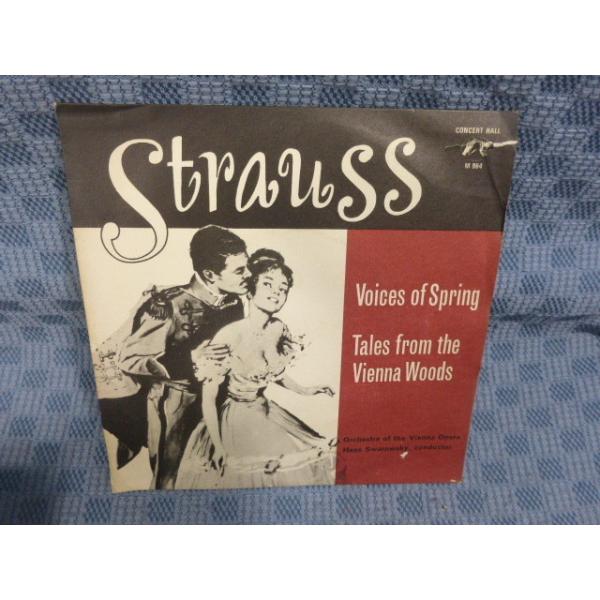 Strauss
CONCERT HALL
M 864
Voices of Spring
Tales from the
Vienna Woods
Orchestra of the Vienna Opera
Hans Swarowsky, conductor